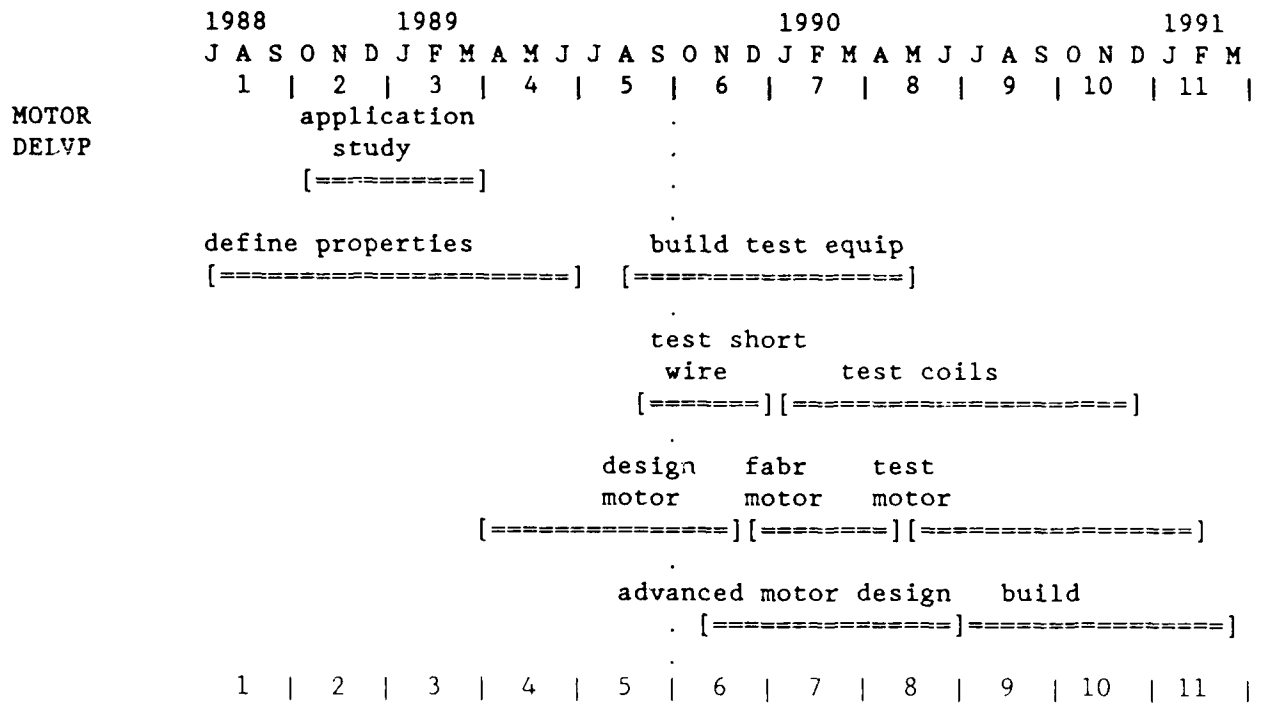 1988 1989 1990 1991
J A S O N D J F M A M J J A S O N D J F M A M J J A S O N D J F M
1 | 2 | 3 | 4 | 5 | 6 | 7 | 8 | 9 | 10 | 11 |
MOTOR application
DELVP study
[==========]
define properties build test equip
[======================] [=================]
test short
wire test coils
[=======][=====================]
design fabr test
motor motor motor
[===============][========][=================]
advanced motor design build
[===============]================]
1 | 2 | 3 | 4 | 5 | 6 | 7 | 8 | 9 | 10 | 11 |